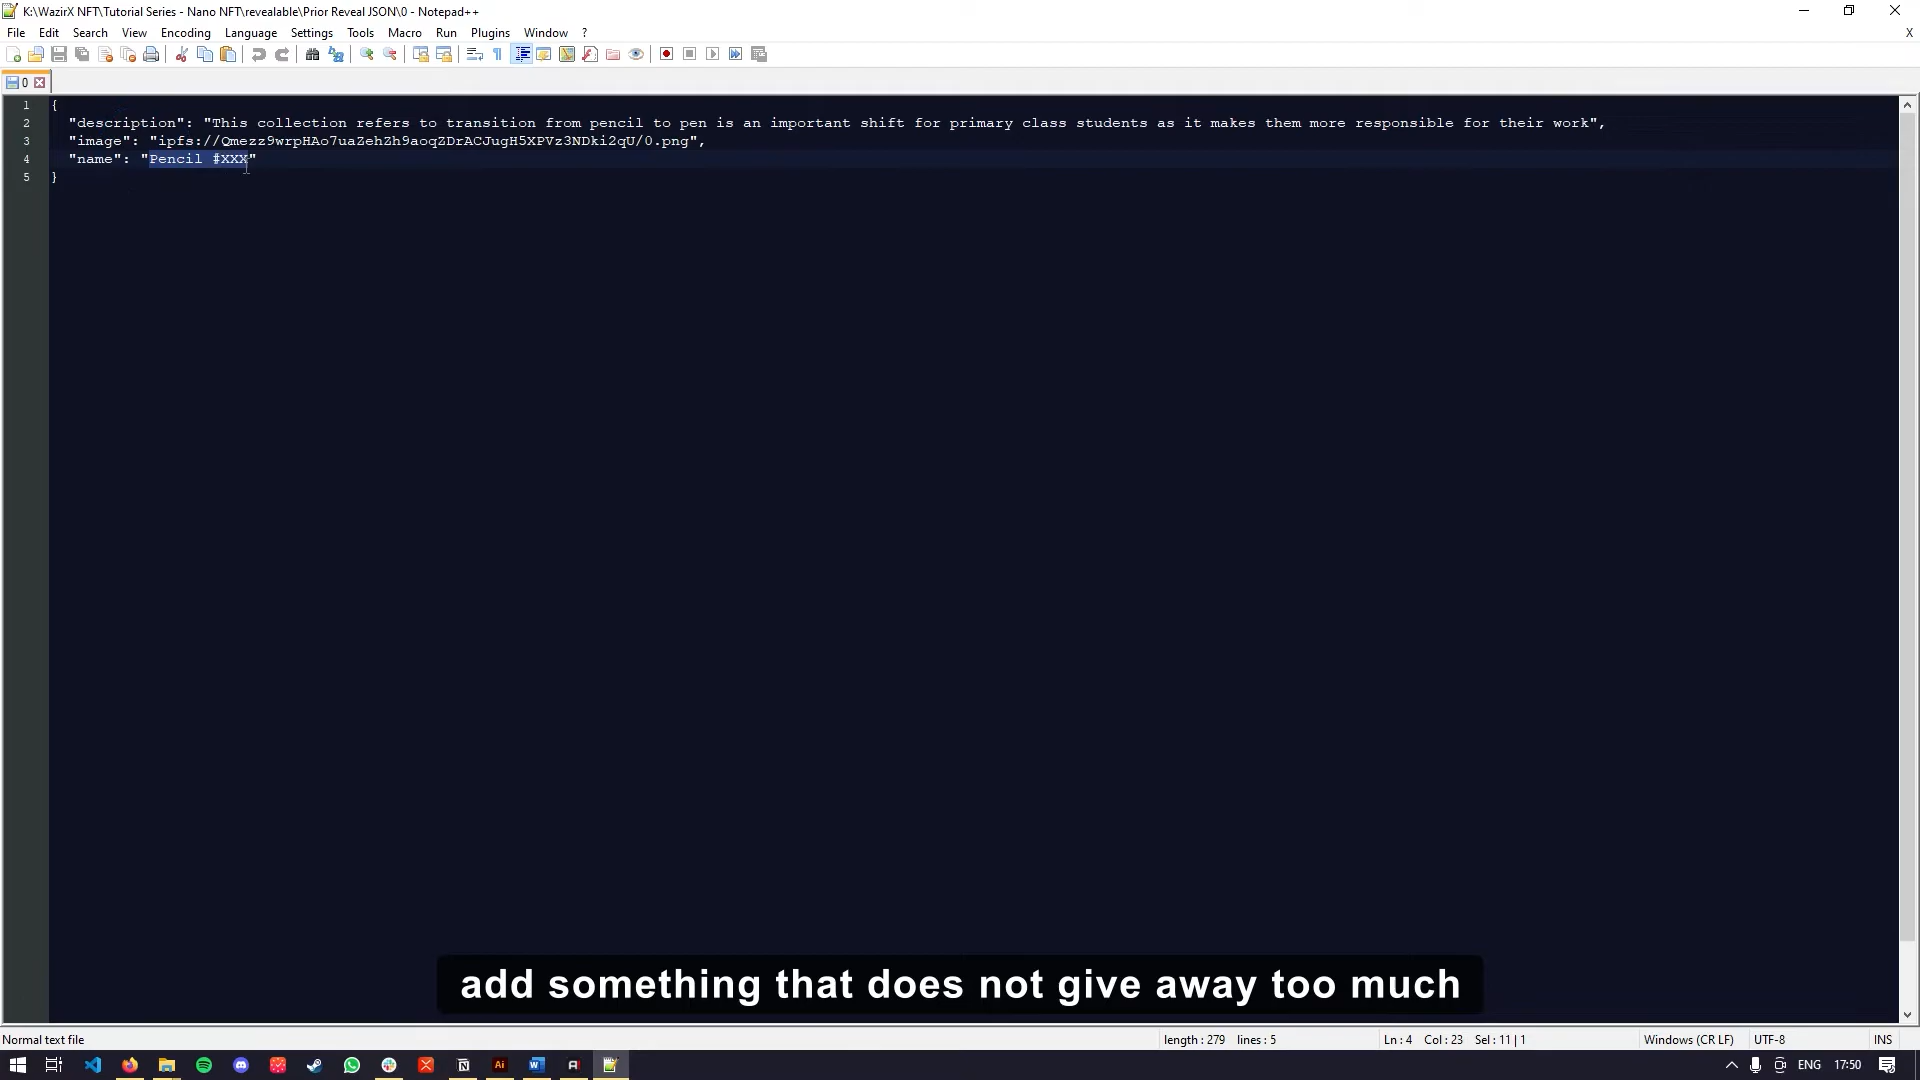 K:\WazirX NFT\Tutorial Series - Nano NFT\revealable\Prior Reveal JSON\0 - Notepad++
File Edit Search View Encoding Language Settings Tools Macro Run Plugins Window ? X
0
1 {
2 "description": "This collection refers to transition from pencil to pen is an important shift for primary class students as it makes them more responsible for their work",
3 "image": "ipfs://Qmezz9wrpHAo7uaZehZh9aoqZDrACJugH5XPVz3NDki2qU/0.png",
4 "name": "Pencil #XXX"
5 }
add something that does not give away too much
Normal text file length : 279 lines : 5 Ln : 4 Col : 23 Sel : 11 | 1 Windows (CR LF) UTF-8 INS
ENG 17:50